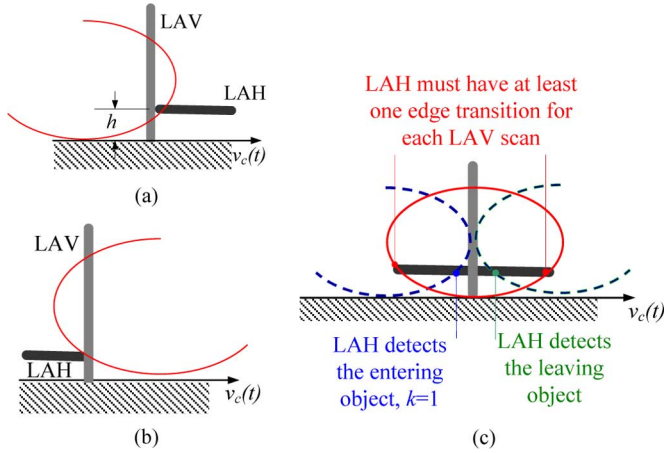 LAV
LAH
h
v_c(t)
(a)
LAV
LAH
v_c(t)
(b)
LAH must have at least
one edge transition for
each LAV scan
v_c(t)
LAH detects
the entering
object, k=1
LAH detects
the leaving
object
(c)